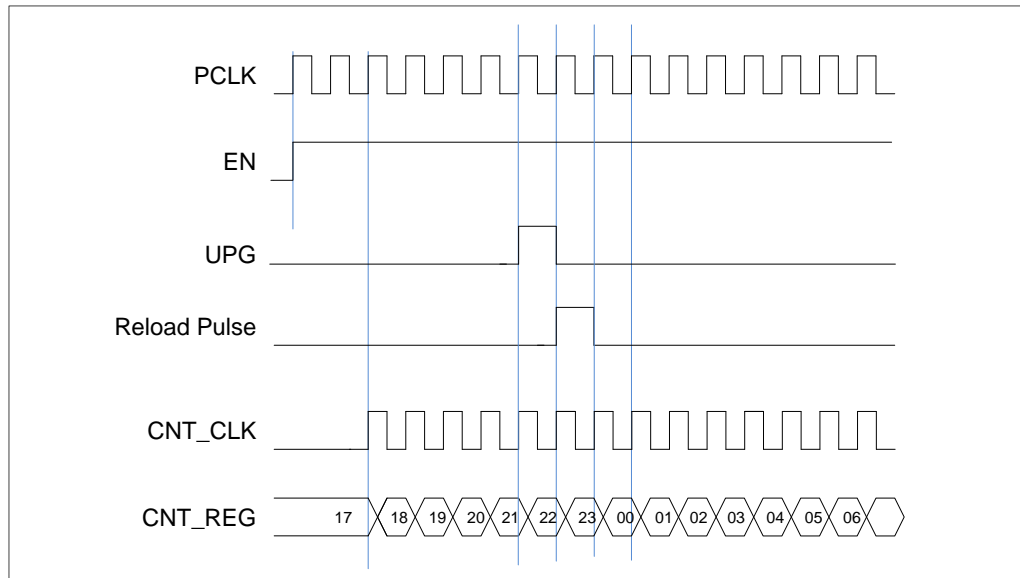 PCLK
EN
UPG
Reload Pulse
CNT_CLK
CNT_REG 17 18 19 20 21 22 23 00 01 02 03 04 05 06